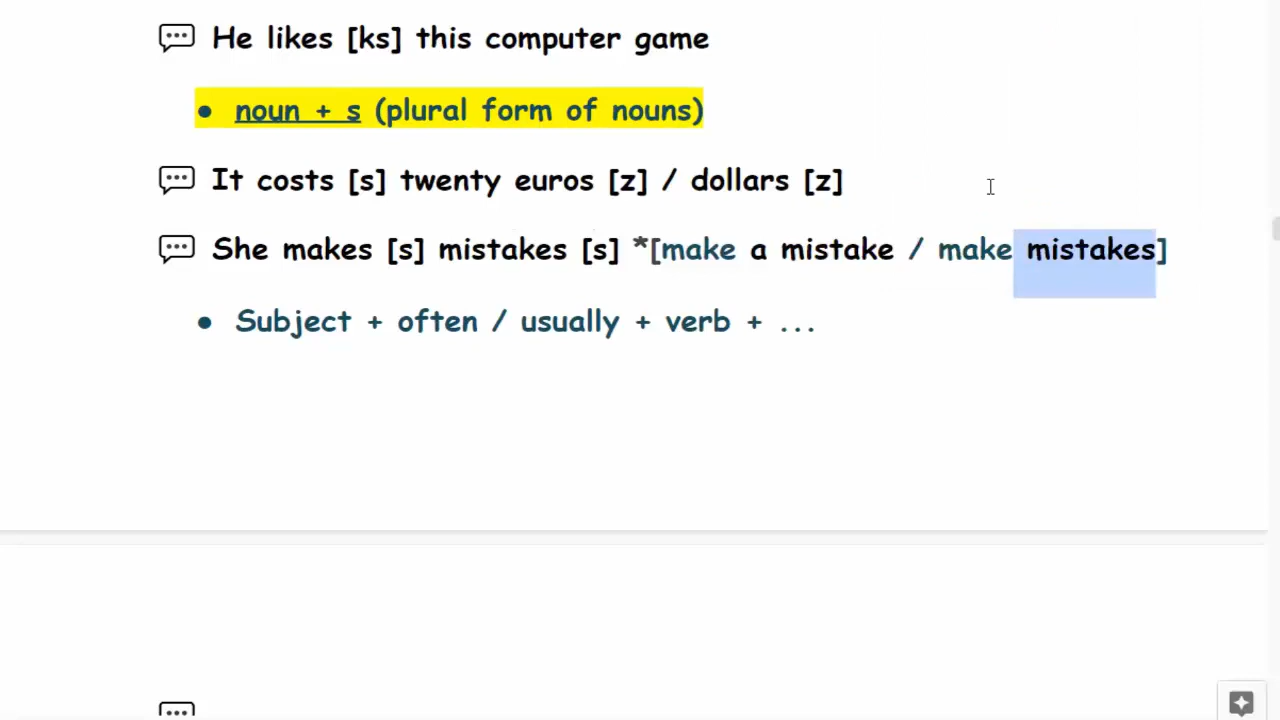 He likes [ks] this computer game
● noun + s (plural form of nouns)
It costs [s] twenty euros [z] / dollars [z]
She makes [s] mistakes [s] *[make a mistake / make mistakes]
● Subject + often / usually + verb + ...